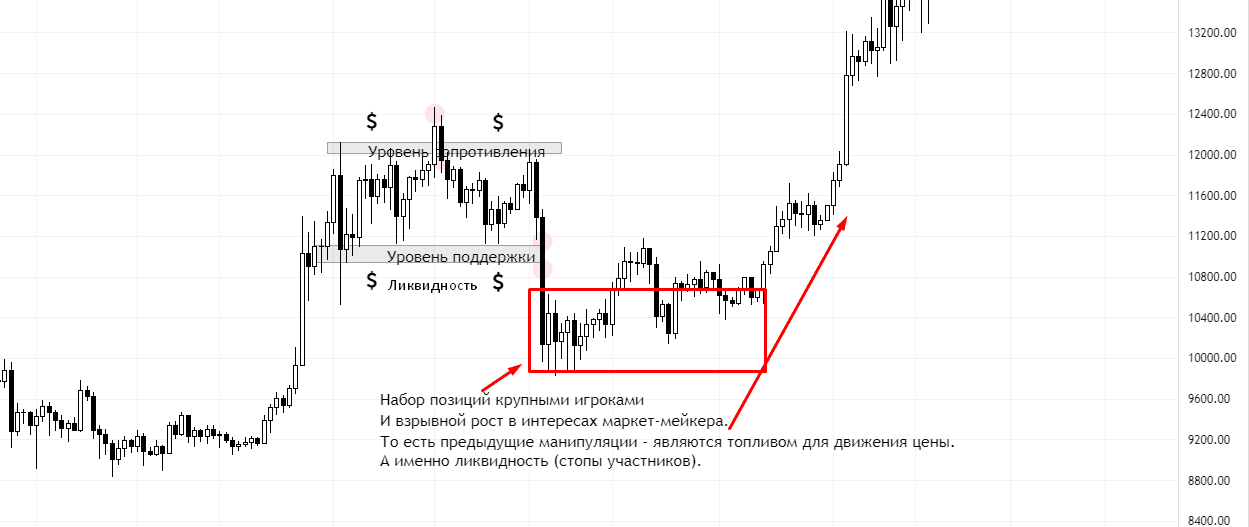 13200.00
12800.00
$ $
12400.00
Уровень сопротивления
12000.00
11600.00
11200.00
Уровень поддержки
$ Ликвидность $
10800.00
10400.00
10000.00
Набор позиций крупными игроками
9600.00
И взрывной рост в интересах маркет-мейкера.
То есть предыдущие манипуляции - являются топливом для движения цены.
9200.00
А именно ликвидность (стопы участников).
8800.00
8400.00